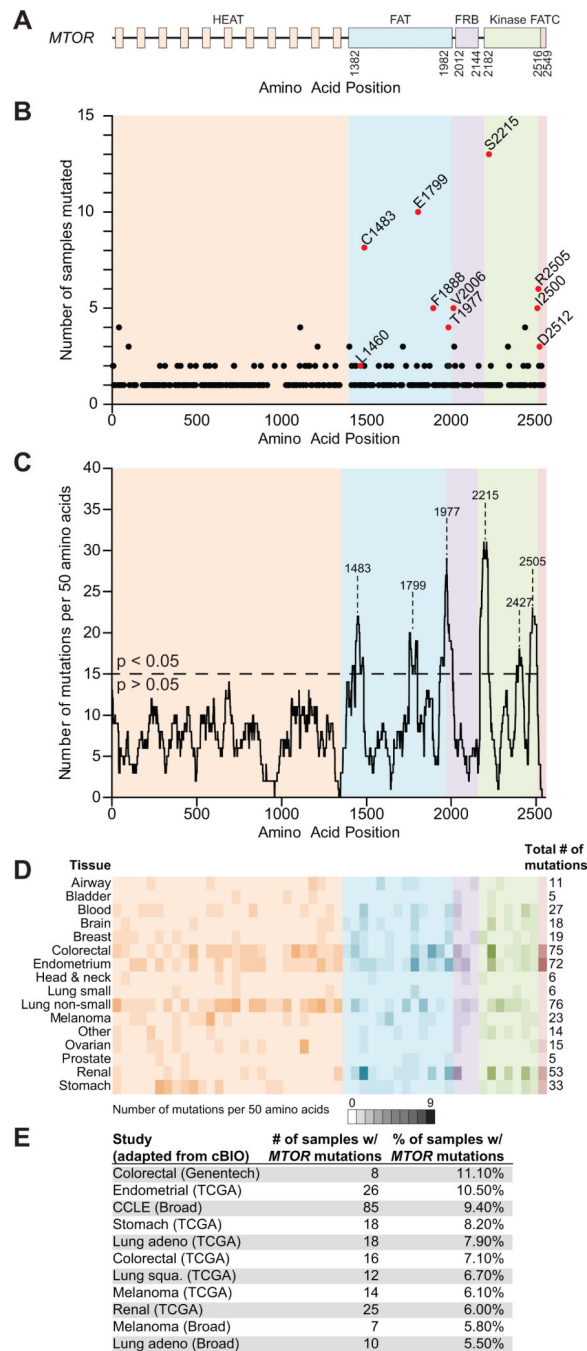 A
HEAT FAT FRB Kinase FATC
MTOR
1382 1982 2012 2144 2182 2516 2549
Amino Acid Position
B
Number of samples mutated
15
10
5
0
S2215
E1799
C1483
F1888
V2006
T1977
L1460
R2505
I2500
D2512
0 500 1000 1500 2000 2500
Amino Acid Position
C
Number of mutations per 50 amino acids
40
35
30
25
20
15
10
5
0
1483
1799
1977
2215
2427
2505
p < 0.05
p > 0.05
0 500 1000 1500 2000 2500
Amino Acid Position
D
Tissue Total # of mutations
Airway 11
Bladder 5
Blood 27
Brain 18
Breast 19
Colorectal 75
Endometrium 72
Head & neck 6
Lung small 6
Lung non-small 76
Melanoma 23
Other 14
Ovarian 15
Prostate 5
Renal 53
Stomach 33
Number of mutations per 50 amino acids
0 9
E
Study # of samples w/ % of samples w/
(adapted from cBIO) MTOR mutations MTOR mutations
Colorectal (Genentech) 8 11.10%
Endometrial (TCGA) 26 10.50%
CCLE (Broad) 85 9.40%
Stomach (TCGA) 18 8.20%
Lung adeno (TCGA) 18 7.90%
Colorectal (TCGA) 16 7.10%
Lung squa. (TCGA) 12 6.70%
Melanoma (TCGA) 14 6.10%
Renal (TCGA) 25 6.00%
Melanoma (Broad) 7 5.80%
Lung adeno (Broad) 10 5.50%